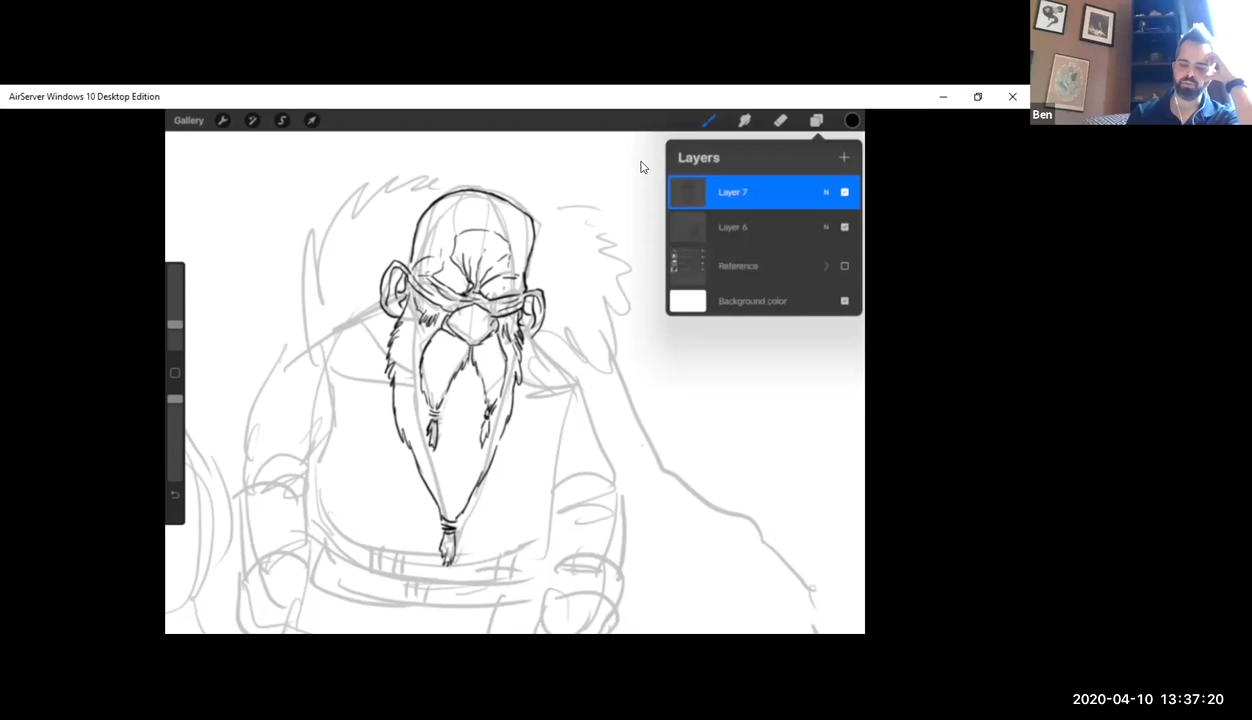 AirServer Windows 10 Desktop Edition
Ben
Gallery
Layers
Layer 7 N
Layer 6 N
Reference
Background color
2020-04-10 13:37:20